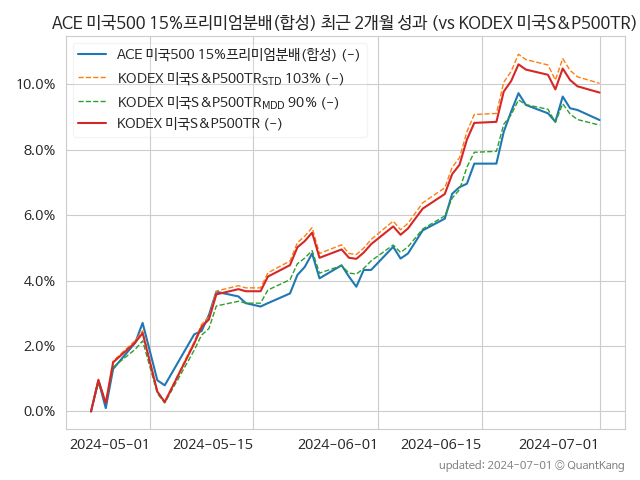 ACE 미국500 15%프리미엄분배(합성) 최근 2개월 성과 (vs KODEX 미국S&P500TR)
ACE 미국500 15%프리미엄분배(합성) (-)
KODEX 미국S&P500TR_STD 103% (-)
KODEX 미국S&P500TR_MDD 90% (-)
KODEX 미국S&P500TR (-)
10.0%
8.0%
6.0%
4.0%
2.0%
0.0%
2024-05-01 2024-05-15 2024-06-01 2024-06-15 2024-07-01
updated: 2024-07-01 © QuantKang